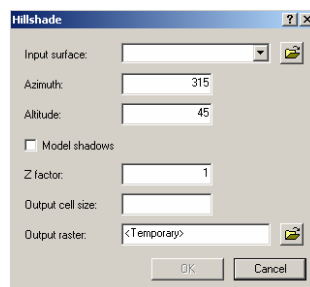 Hillshade
Input surface:
Azimuth: 315
Altitude: 45
Model shadows
Z factor: 1
Output cell size:
Output raster: <Temporary>
OK Cancel